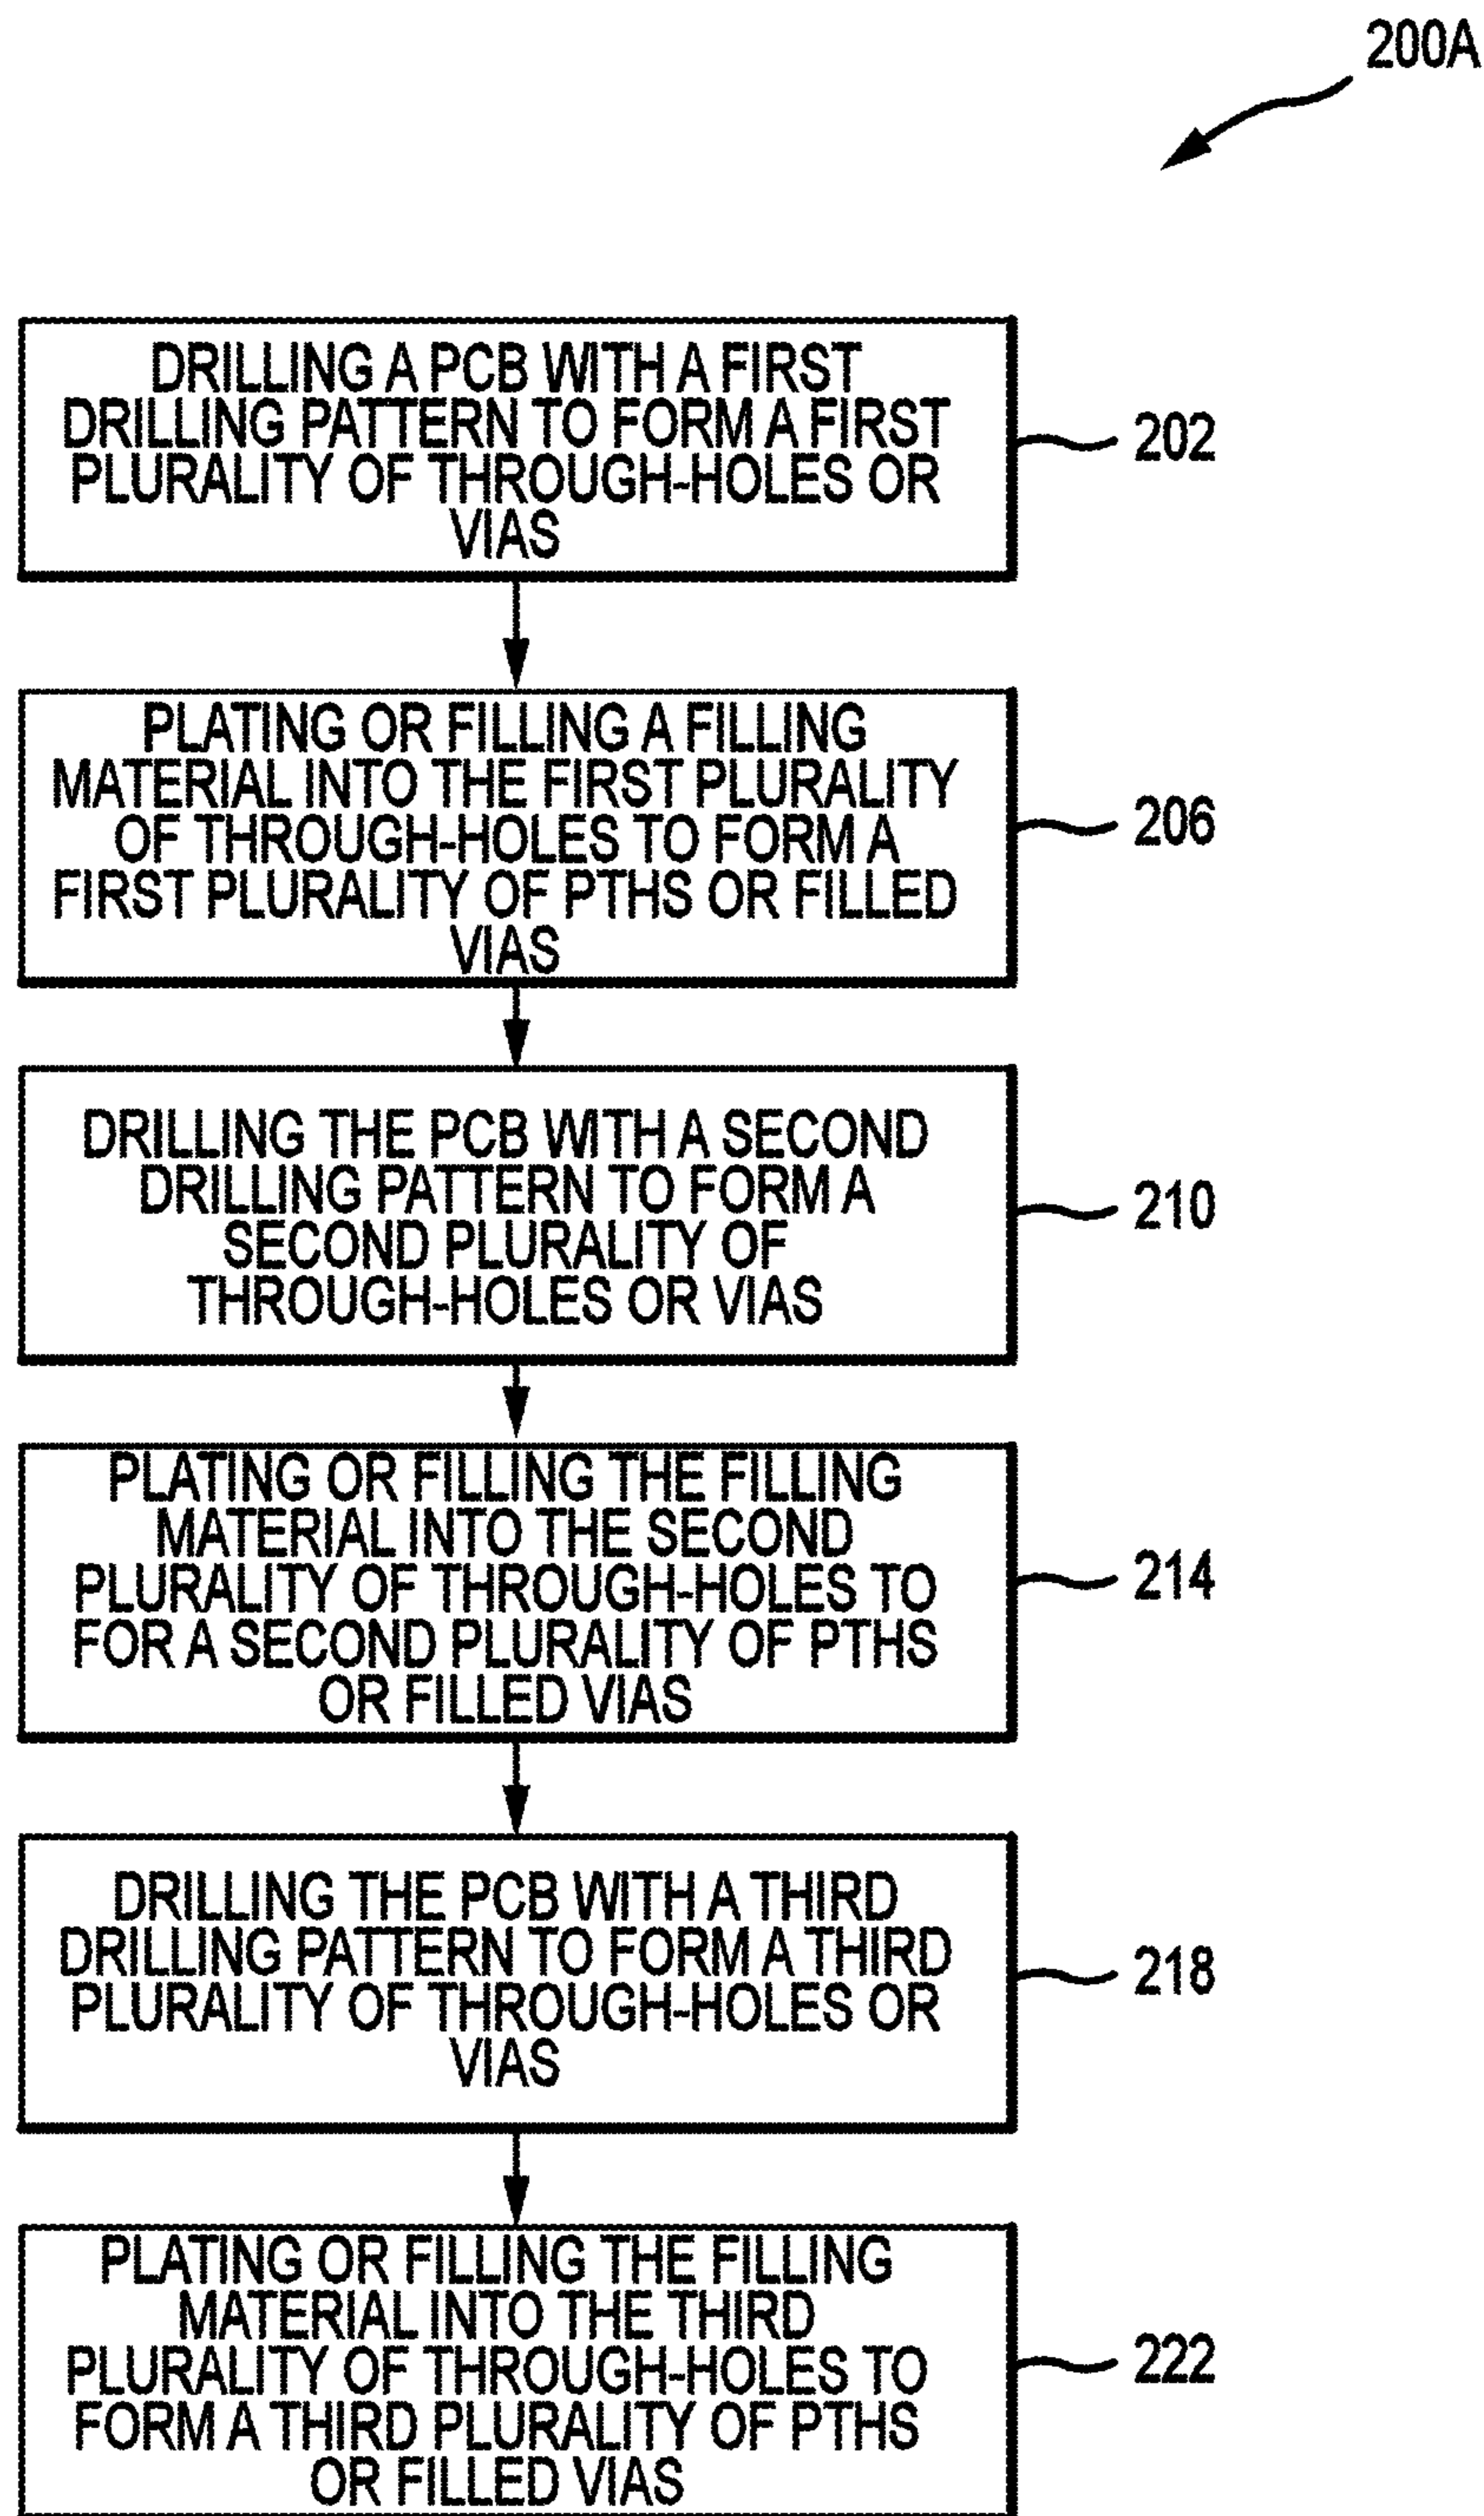 200A
DRILLING A PCB WITH A FIRST
DRILLING PATTERN TO FORM A FIRST
PLURALITY OF THROUGH-HOLES OR
VIAS
202
PLATING OR FILLING A FILLING
MATERIAL INTO THE FIRST PLURALITY
OF THROUGH-HOLES TO FORM A
FIRST PLURALITY OF PTHS OR FILLED
VIAS
206
DRILLING THE PCB WITH A SECOND
DRILLING PATTERN TO FORM A
SECOND PLURALITY OF
THROUGH-HOLES OR VIAS
210
PLATING OR FILLING THE FILLING
MATERIAL INTO THE SECOND
PLURALITY OF THROUGH-HOLES TO
FOR A SECOND PLURALITY OF PTHS
OR FILLED VIAS
214
DRILLING THE PCB WITH A THIRD
DRILLING PATTERN TO FORM A THIRD
PLURALITY OF THROUGH-HOLES OR
VIAS
218
PLATING OR FILLING THE FILLING
MATERIAL INTO THE THIRD
PLURALITY OF THROUGH-HOLES TO
FORM A THIRD PLURALITY OF PTHS
OR FILLED VIAS
222